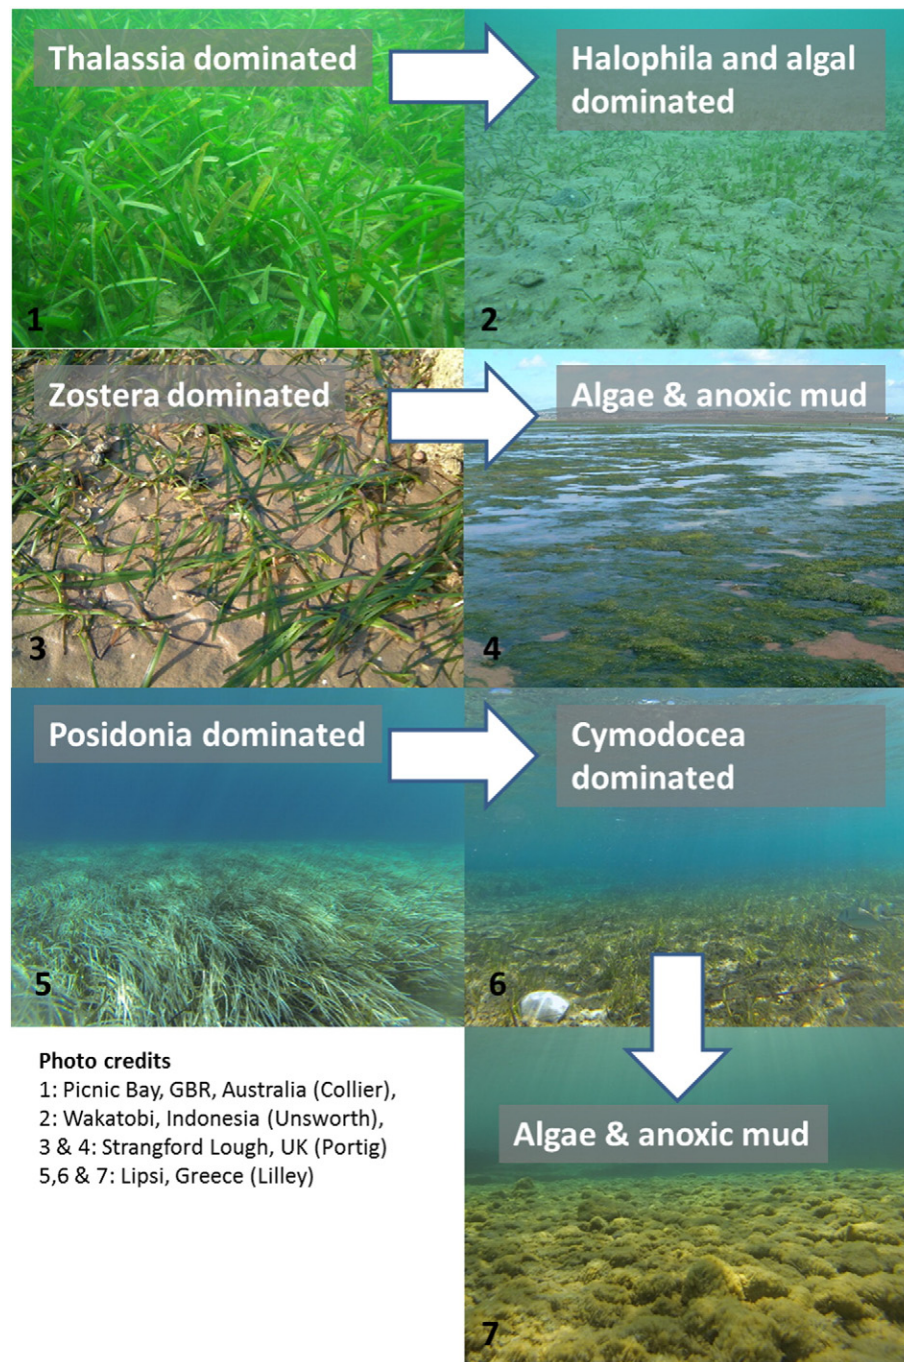 Thalassia dominated
Halophila and algal
dominated
1
2
Zostera dominated
Algae & anoxic mud
3
4
Posidonia dominated
Cymodocea
dominated
5
6
Photo credits
1: Picnic Bay, GBR, Australia (Collier),
2: Wakatobi, Indonesia (Unsworth),
3 & 4: Strangford Lough, UK (Portig)
5,6 & 7: Lipsi, Greece (Lilley)
Algae & anoxic mud
7